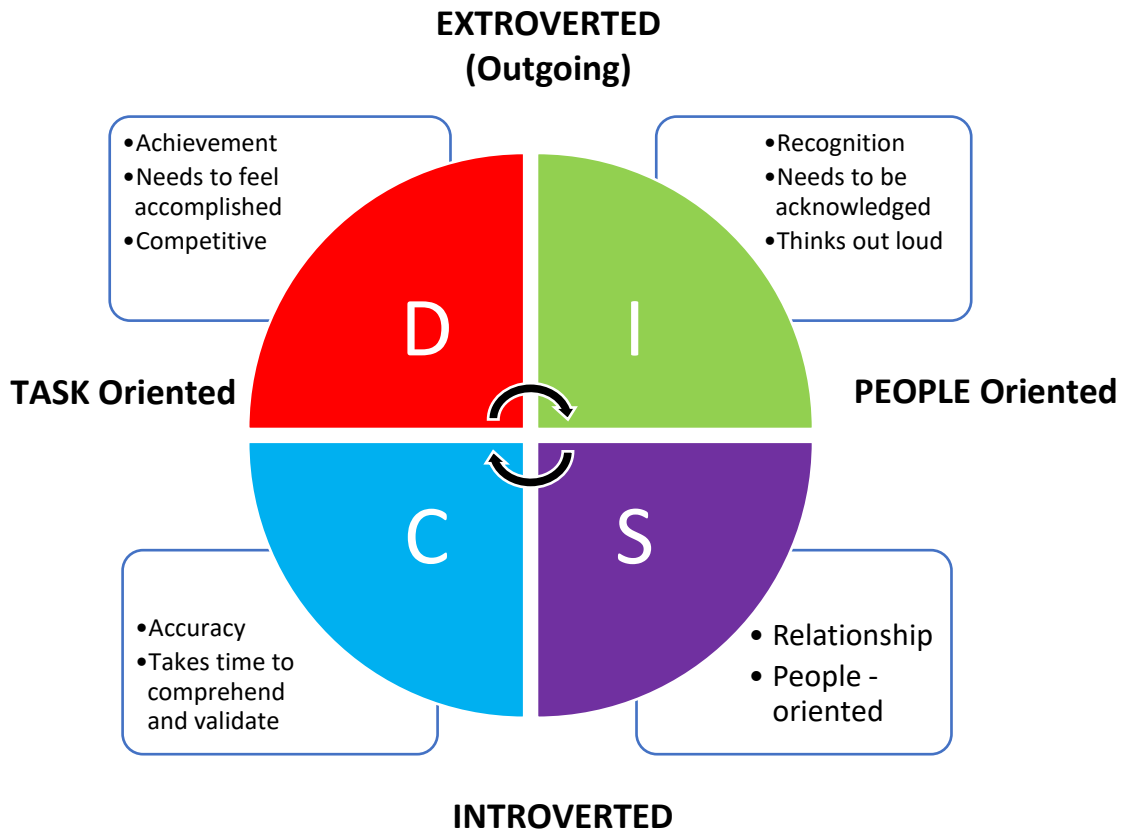 EXTROVERTED
(Outgoing)
•Achievement
•Needs to feel
accomplished
•Competitive
•Recognition
•Needs to be
acknowledged
•Thinks out loud
D
I
TASK Oriented
PEOPLE Oriented
C
S
•Accuracy
•Takes time to
comprehend
and validate
• Relationship
• People -
oriented
INTROVERTED